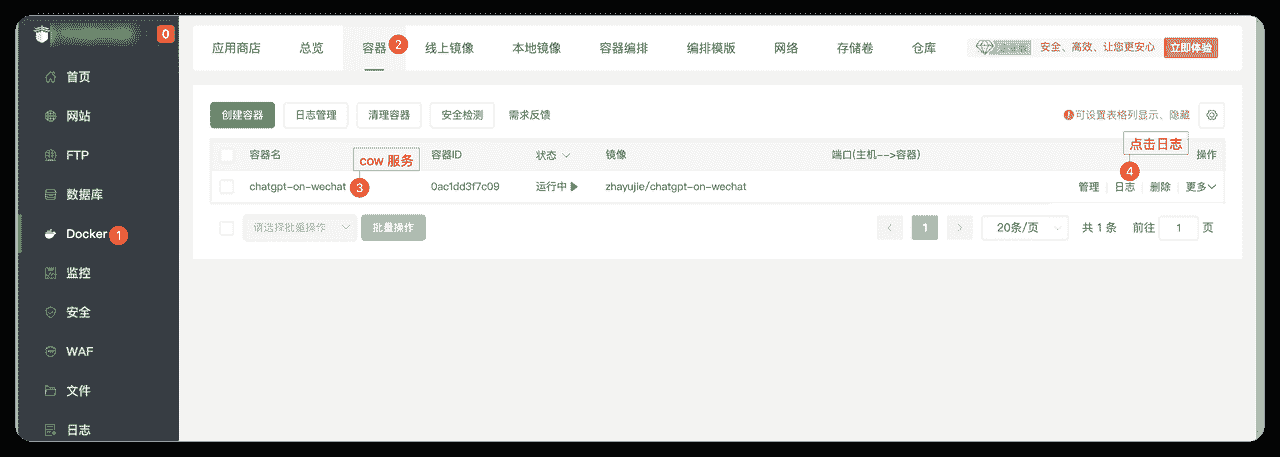 0
首页
网站
FTP
数据库
Docker 1
监控
安全
WAF
文件
日志
应用商店 总览 容器 2 线上镜像 本地镜像 容器编排 编排模版 网络 存储卷 仓库 安全、高效、让您更安心 立即体验
创建容器 日志管理 清理容器 安全检测 需求反馈 可设置表格列显示、隐藏
点击日志
容器名 cow 服务 容器ID 状态 镜像 端口(主机-->容器) 操作
4
chatgpt-on-wechat 3 0ac1dd3f7c09 运行中 zhayujie/chatgpt-on-wechat 管理 日志 删除 更多
请选择批量操作 批量操作 1 20条/页 共 1 条 前往 1 页